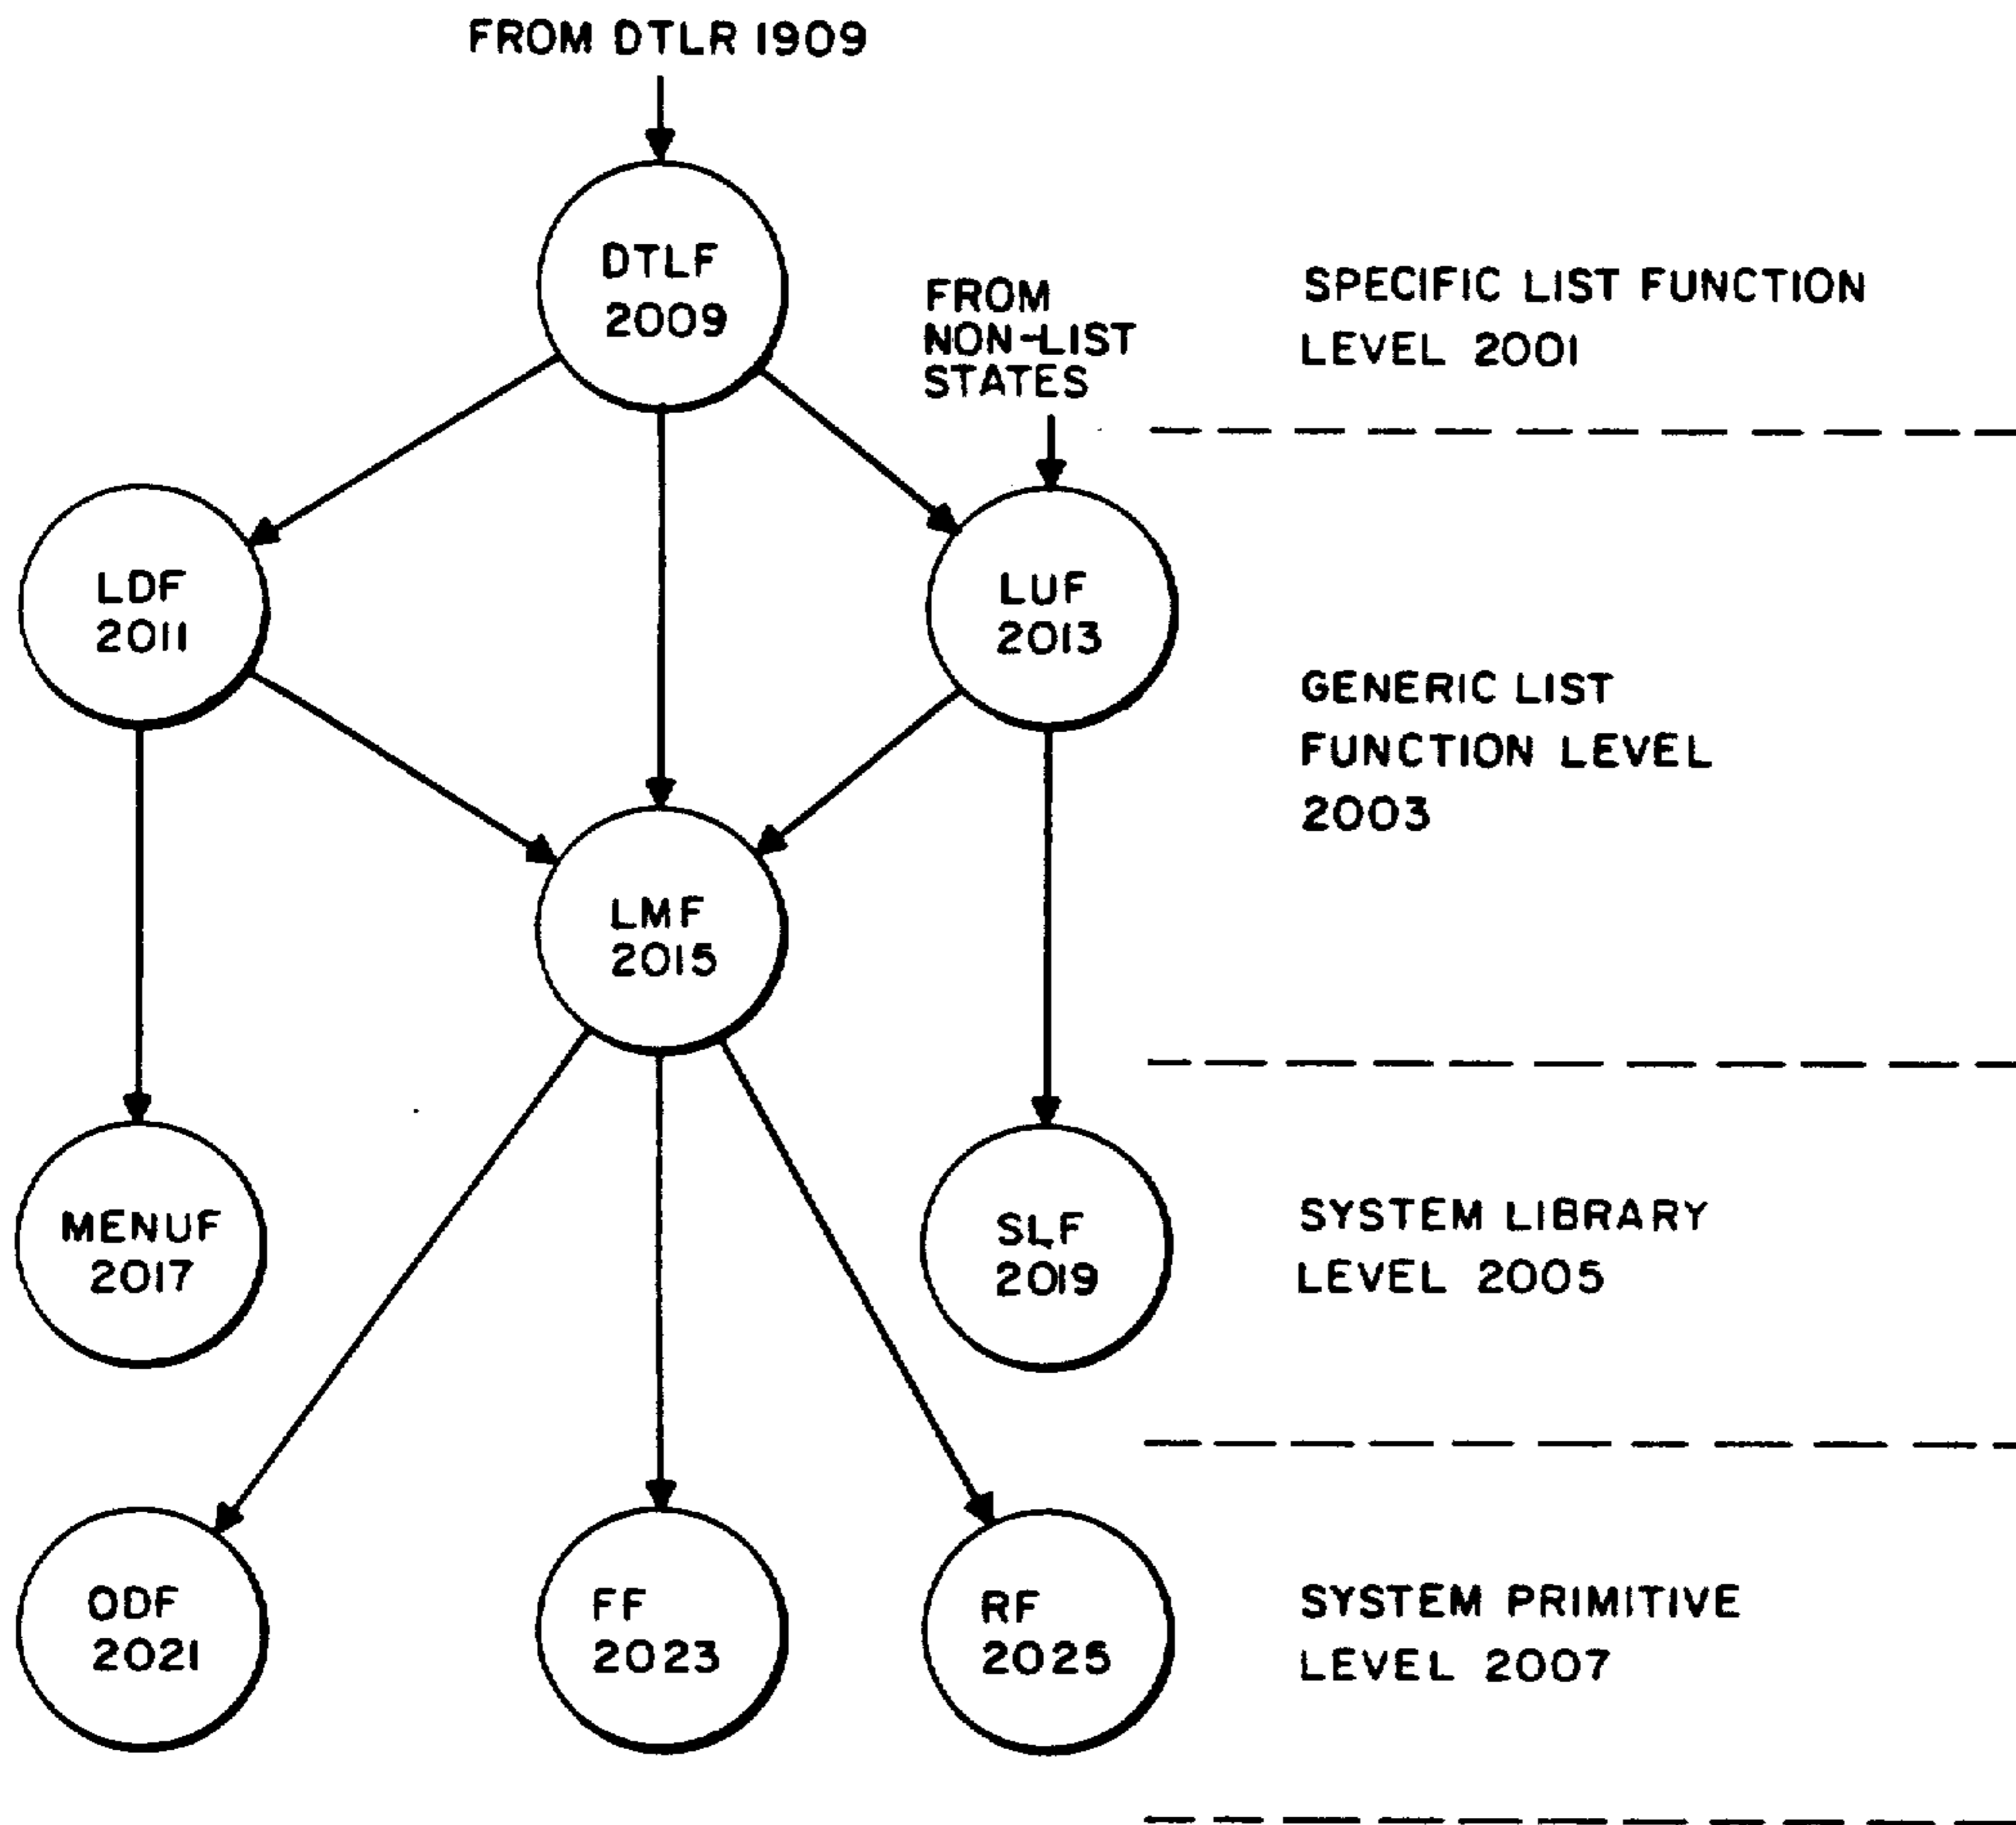 FROM DTLR 1909
DTLF
2009
FROM
NON-LIST
STATES
SPECIFIC LIST FUNCTION
LEVEL 2001
LDF
2011
LUF
2013
GENERIC LIST
FUNCTION LEVEL
2003
LMF
2015
MENUF
2017
SLF
2019
SYSTEM LIBRARY
LEVEL 2005
ODF
2021
FF
2023
RF
2025
SYSTEM PRIMITIVE
LEVEL 2007